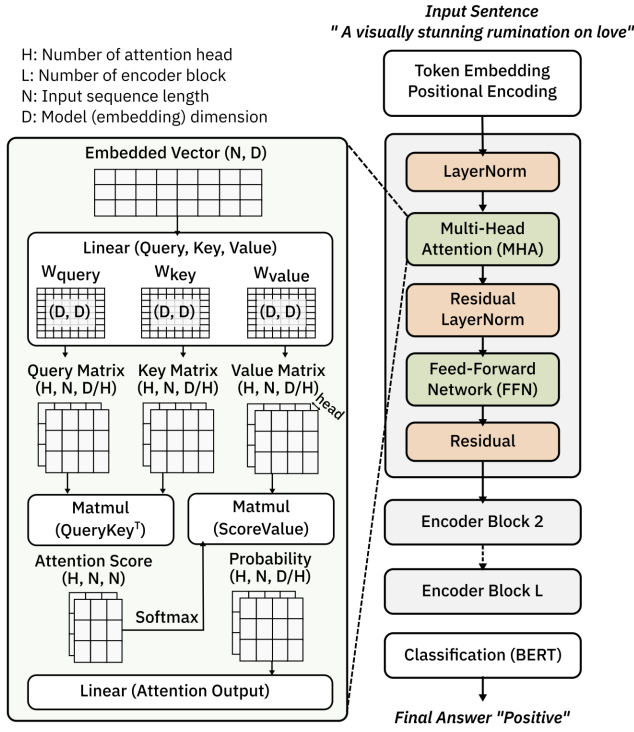 Input Sentence
" A visually stunning rumination on love"
H: Number of attention head
L: Number of encoder block
N: Input sequence length
D: Model (embedding) dimension
Embedded Vector (N, D)
Linear (Query, Key, Value)
Wquery
Wkey
Wvalue
(D, D)
(D, D)
(D, D)
Query Matrix
(H, N, D/H)
Key Matrix
(H, N, D/H)
Value Matrix
(H, N, D/H)
head
Matmul
(QueryKeyᵀ)
Matmul
(ScoreValue)
Attention Score
(H, N, N)
Softmax
Probability
(H, N, D/H)
Linear (Attention Output)
Token Embedding
Positional Encoding
LayerNorm
Multi-Head
Attention (MHA)
Residual
LayerNorm
Feed-Forward
Network (FFN)
Residual
Encoder Block 2
Encoder Block L
Classification (BERT)
Final Answer "Positive"